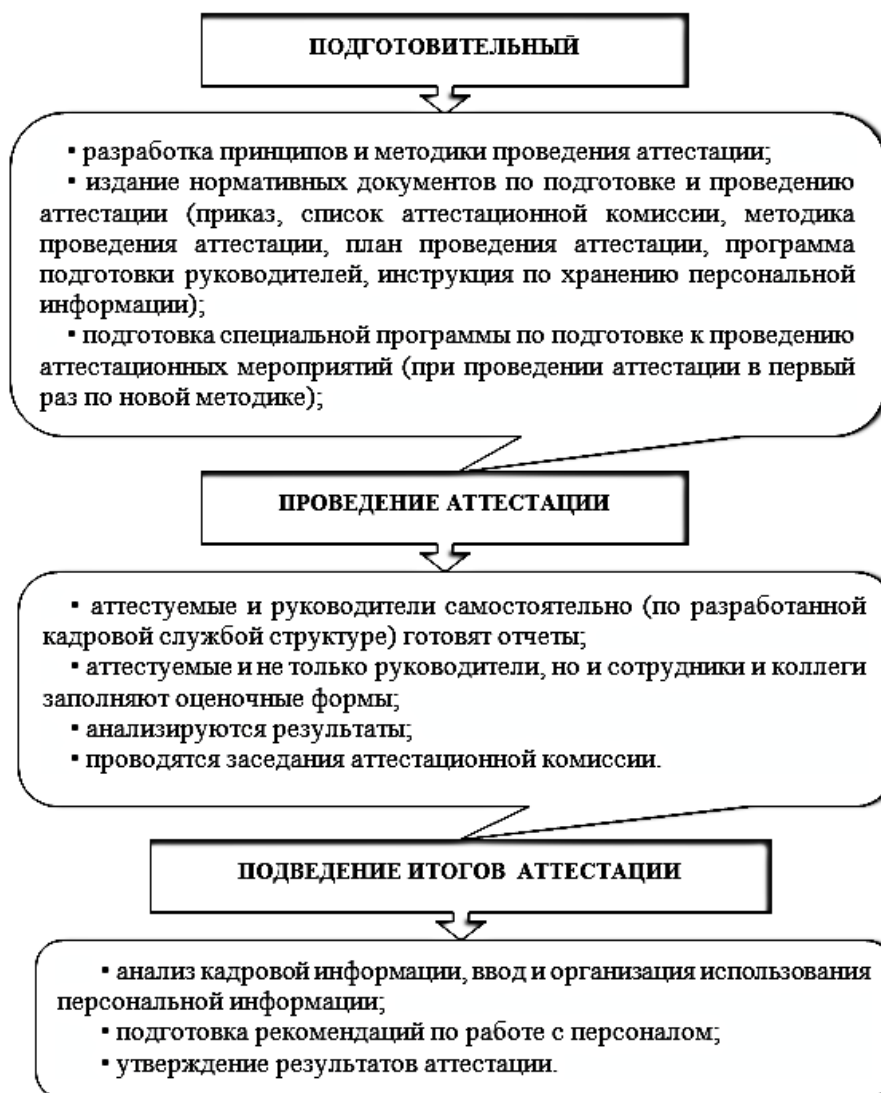 ПОДГОТОВИТЕЛЬНЫЙ
▪ разработка принципов и методики проведения аттестации;
▪ издание нормативных документов по подготовке и проведению
аттестации (приказ, список аттестационной комиссии, методика
проведения аттестации, план проведения аттестации, программа
подготовки руководителей, инструкция по хранению персональной
информации);
▪ подготовка специальной программы по подготовке к проведению
аттестационных мероприятий (при проведении аттестации в первый
раз по новой методике);
ПРОВЕДЕНИЕ АТТЕСТАЦИИ
▪ аттестуемые и руководители самостоятельно (по разработанной
кадровой службой структуре) готовят отчеты;
▪ аттестуемые и не только руководители, но и сотрудники и коллеги
заполняют оценочные формы;
▪ анализируются результаты;
▪ проводятся заседания аттестационной комиссии.
ПОДВЕДЕНИЕ ИТОГОВ АТТЕСТАЦИИ
▪ анализ кадровой информации, ввод и организация использования
персональной информации;
▪ подготовка рекомендаций по работе с персоналом;
▪ утверждение результатов аттестации.